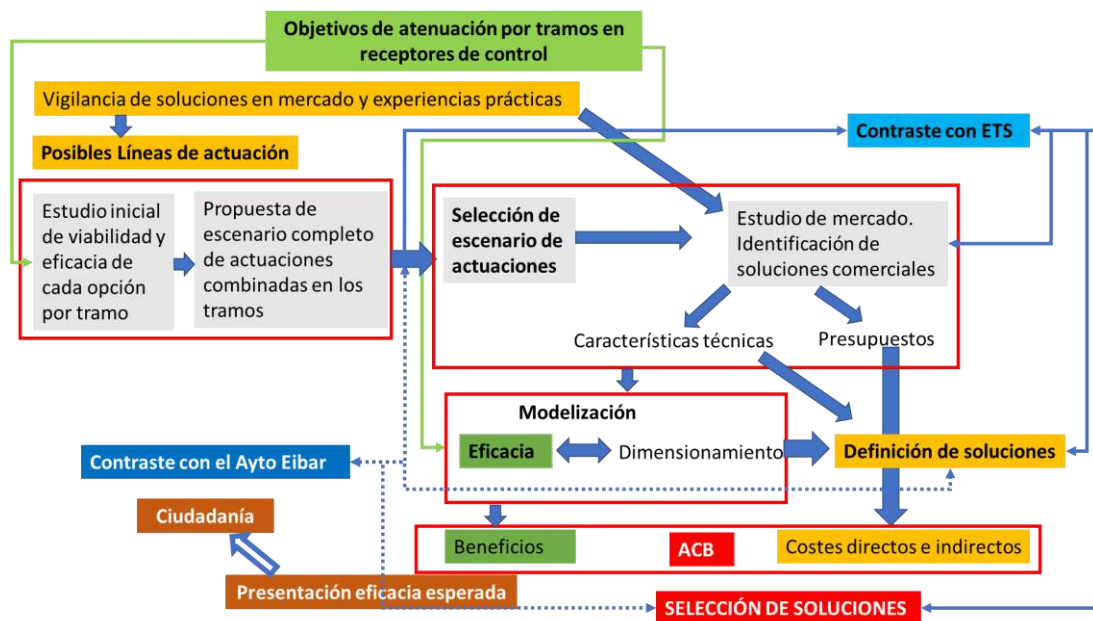 Objetivos de atenuación por tramos en
receptores de control
Vigilancia de soluciones en mercado y experiencias prácticas
Posibles Líneas de actuación
Contraste con ETS
Estudio inicial
de viabilidad y
eficacia de
cada opción
por tramo
Propuesta de
escenario completo
de actuaciones
combinadas en los
tramos
Selección de
escenario de
actuaciones
Estudio de mercado.
Identificación de
soluciones comerciales
Características técnicas
Presupuestos
Modelización
Eficacia
Dimensionamiento
Definición de soluciones
Contraste con el Ayto Eibar
Ciudadanía
Beneficios
ACB
Costes directos e indirectos
Presentación eficacia esperada
SELECCIÓN DE SOLUCIONES